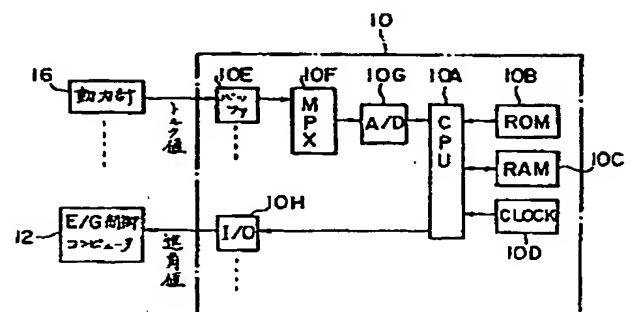 10
16
動力計
トルク値
10E
バッファ
10F
MPX
10G
A/D
10A
CPU
10B
ROM
RAM
10C
CLOCK
10D
12
E/G制御
コンピュータ
進角値
10H
I/O